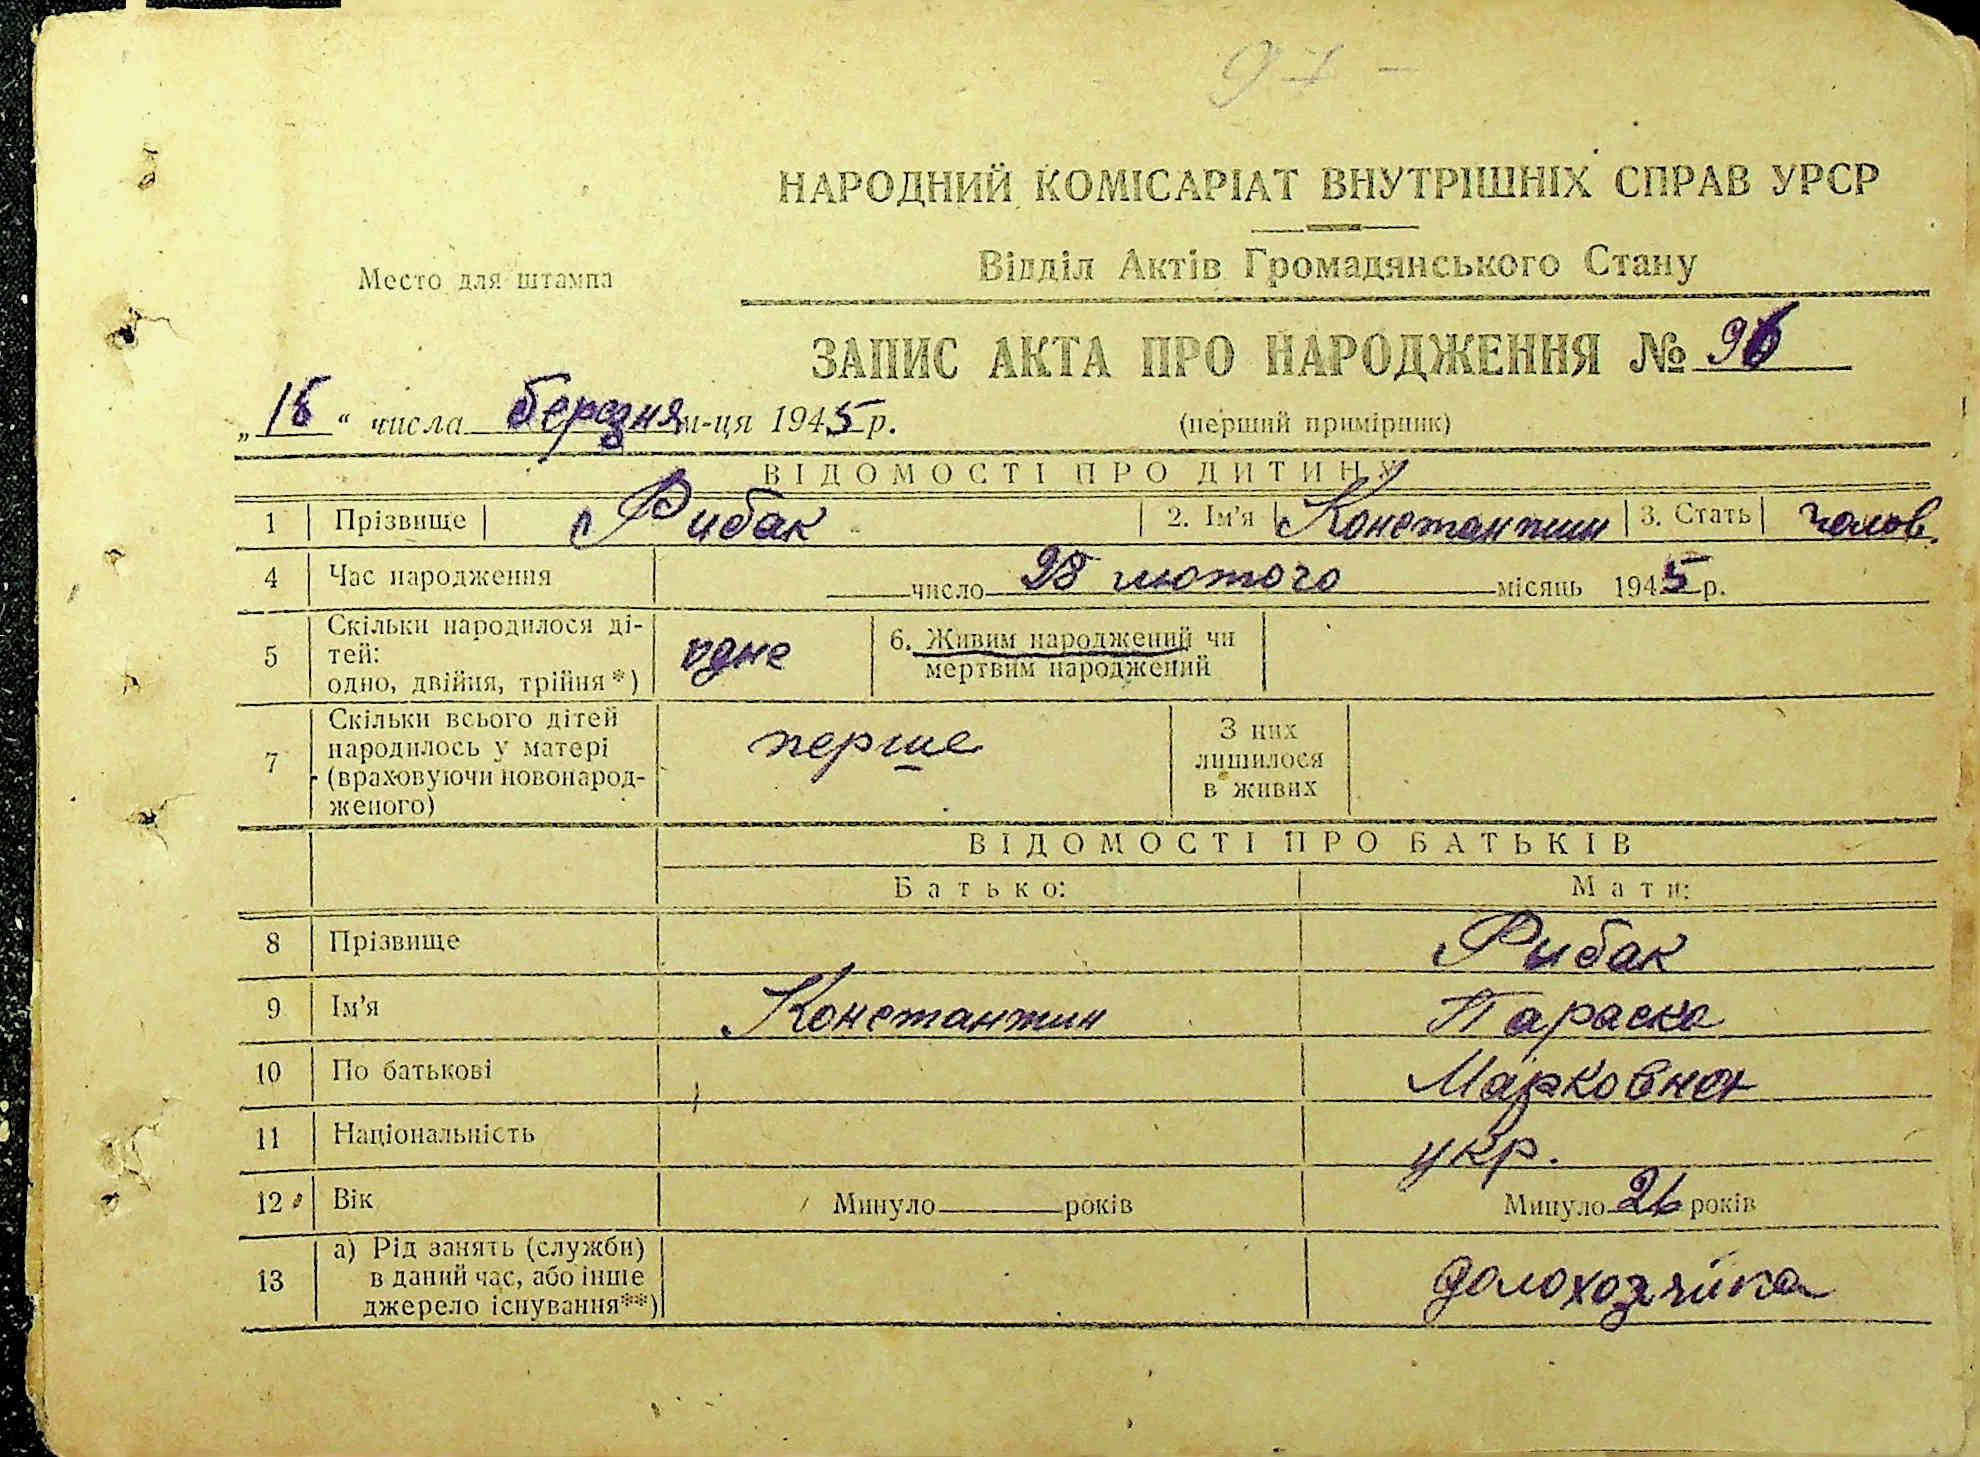 97 -
НАРОДНИЙ КОМІСАРІАТ ВНУТРІШНІХ СПРАВ УРСР
Відділ Актів Громадянського Стану
Место для штампа
ЗАПИС АКТА ПРО НАРОДЖЕННЯ № 96
„18“ числа березня м-ця 1945 р. (перший примірник)
ВІДОМОСТІ ПРО ДИТИНУ
1 Прізвище Рибак 2. Ім'я Константин 3. Стать чолов.
4 Час народження число 28 лютого місяць 1945 р.
5 Скільки народилося ді-
тей:
одно, двійня, трійня*) одне
6. Живим народжений чи
мертвим народжений
7 Скільки всього дітей
народилось у матері
(враховуючи новонарод-
женого) перше
З них
лишилося
в живих
ВІДОМОСТІ ПРО БАТЬКІВ
Батько: Мати:
8 Прізвище Рибак
9 Ім'я Константин Параска
10 По батькові Марковна
11 Національність укр.
12 Вік Минуло років Минуло 26 років
13 а) Рід занять (служби)
в даний час, або інше
джерело існування**) домохозяйка